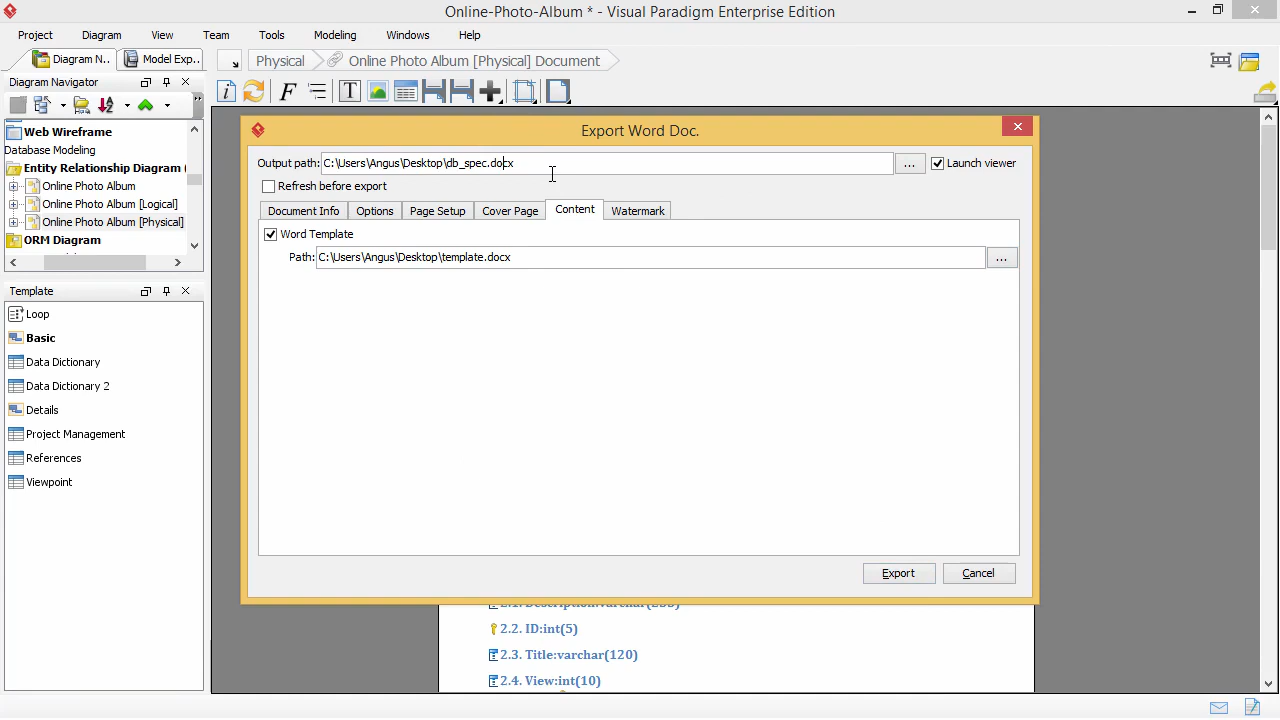 Online-Photo-Album * - Visual Paradigm Enterprise Edition
Project Diagram View Team Tools Modeling Windows Help
Diagram N.. Model Exp.. Physical Online Photo Album [Physical] Document
Diagram Navigator
Web Wireframe
Database Modeling
Entity Relationship Diagram (
Online Photo Album
Online Photo Album [Logical]
Online Photo Album [Physical]
ORM Diagram
Template
Loop
Basic
Data Dictionary
Data Dictionary 2
Details
Project Management
References
Viewpoint
Export Word Doc.
Output path: C:\Users\Angus\Desktop\db_spec.docx ... Launch viewer
Refresh before export
Document Info Options Page Setup Cover Page Content Watermark
Word Template
Path: C:\Users\Angus\Desktop\template.docx ...
Export Cancel
2.1. Description:varchar(255)
2.2. ID:int(5)
2.3. Title:varchar(120)
2.4. View:int(10)